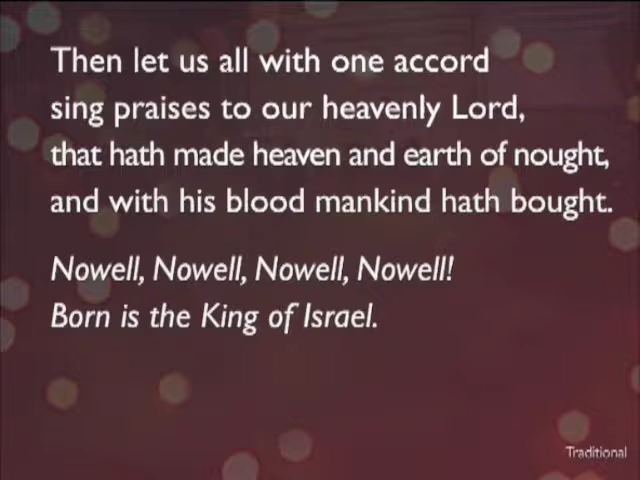 Then let us all with one accord
sing praises to our heavenly Lord,
that hath made heaven and earth of nought,
and with his blood mankind hath bought.
Nowell, Nowell, Nowell, Nowell!
Born is the King of Israel.
Traditional